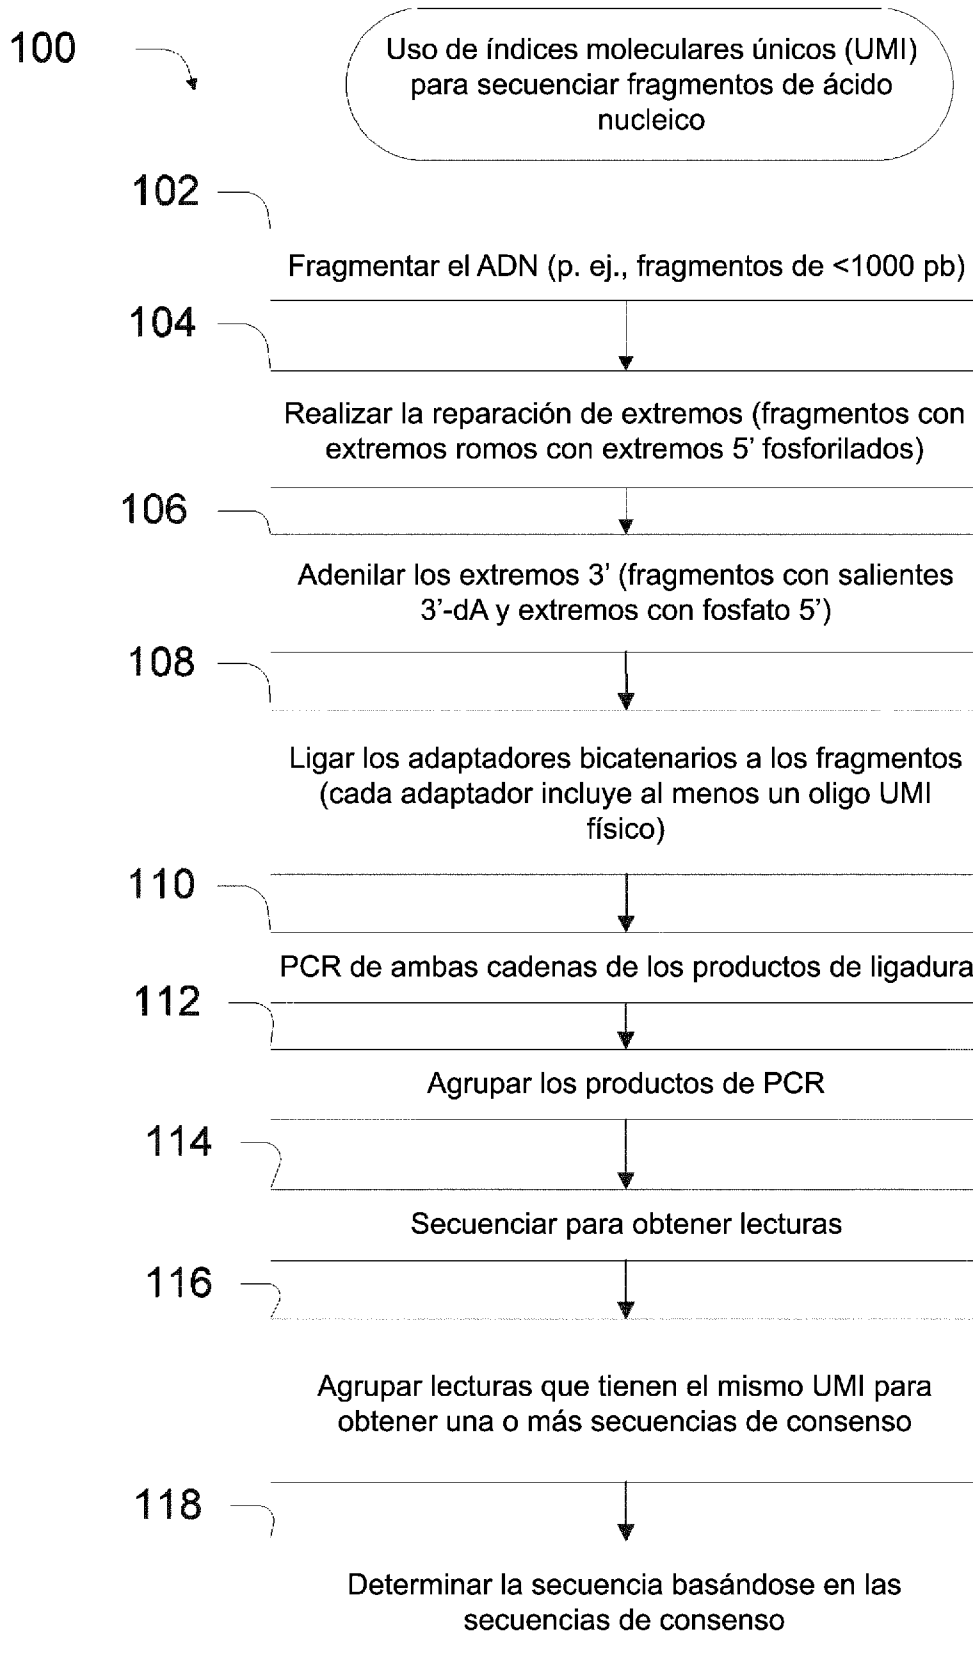 100
Uso de índices moleculares únicos (UMI)
para secuenciar fragmentos de ácido
nucleico
102
Fragmentar el ADN (p. ej., fragmentos de <1000 pb)
104
Realizar la reparación de extremos (fragmentos con
extremos romos con extremos 5’ fosforilados)
106
Adenilar los extremos 3’ (fragmentos con salientes
3’-dA y extremos con fosfato 5’)
108
Ligar los adaptadores bicatenarios a los fragmentos
(cada adaptador incluye al menos un oligo UMI
físico)
110
PCR de ambas cadenas de los productos de ligadura
112
Agrupar los productos de PCR
114
Secuenciar para obtener lecturas
116
Agrupar lecturas que tienen el mismo UMI para
obtener una o más secuencias de consenso
118
Determinar la secuencia basándose en las
secuencias de consenso